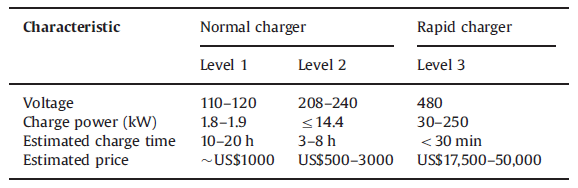 Characteristic Normal charger Rapid charger
Level 1 Level 2 Level 3
Voltage 110–120 208–240 480
Charge power (kW) 1.8–1.9 ≤14.4 30–250
Estimated charge time 10–20 h 3–8 h <30 min
Estimated price ~US$1000 US$500–3000 US$17,500–50,000